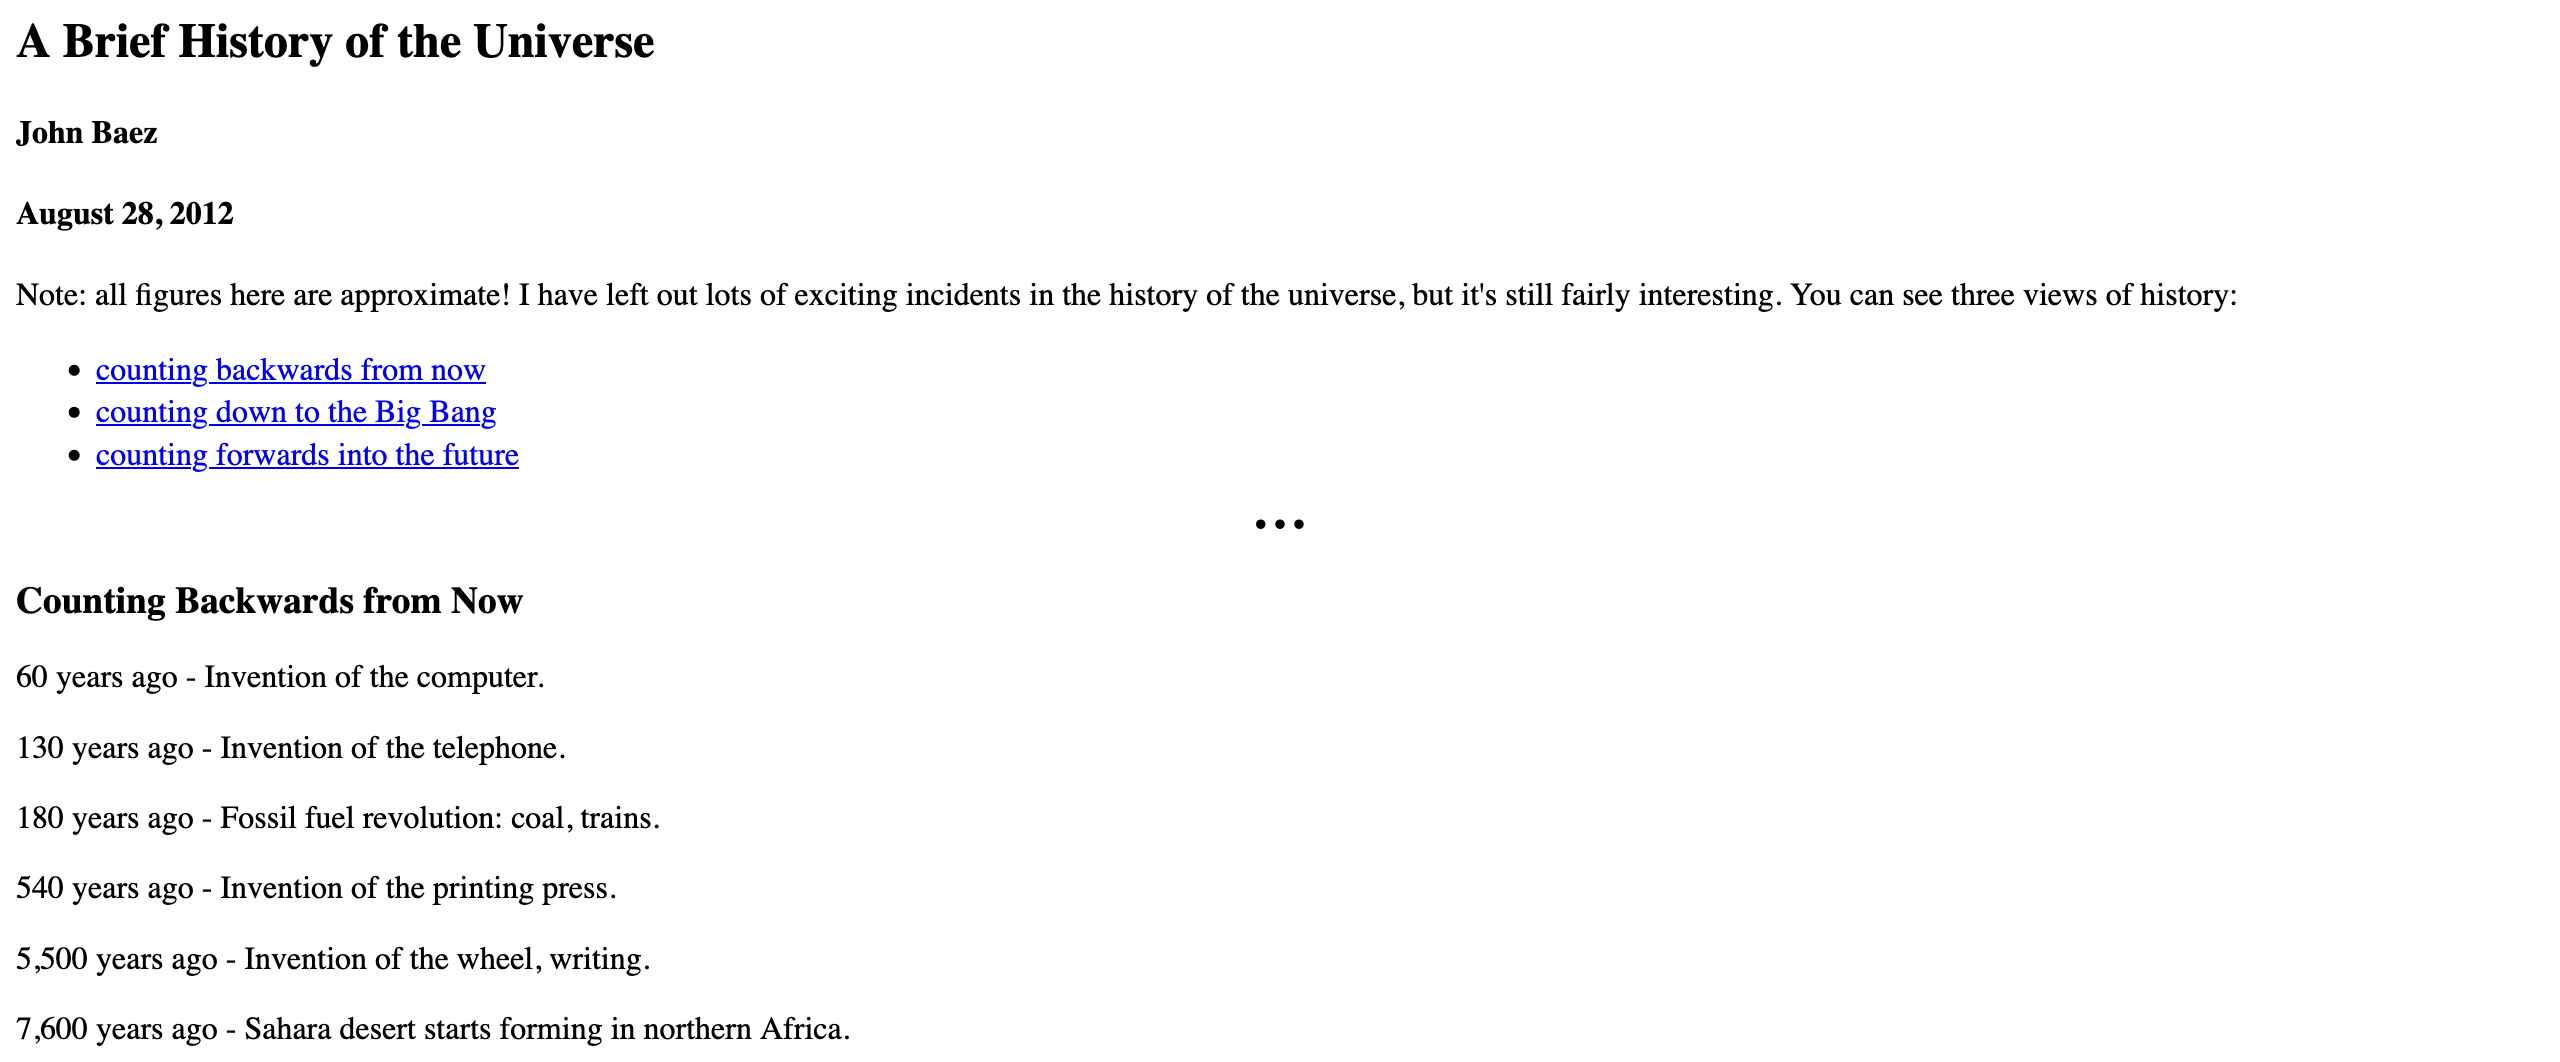 A Brief History of the Universe
John Baez
August 28, 2012
Note: all figures here are approximate! I have left out lots of exciting incidents in the history of the universe, but it's still fairly interesting. You can see three views of history:
• counting backwards from now
• counting down to the Big Bang
• counting forwards into the future
• • •
Counting Backwards from Now
60 years ago - Invention of the computer.
130 years ago - Invention of the telephone.
180 years ago - Fossil fuel revolution: coal, trains.
540 years ago - Invention of the printing press.
5,500 years ago - Invention of the wheel, writing.
7,600 years ago - Sahara desert starts forming in northern Africa.